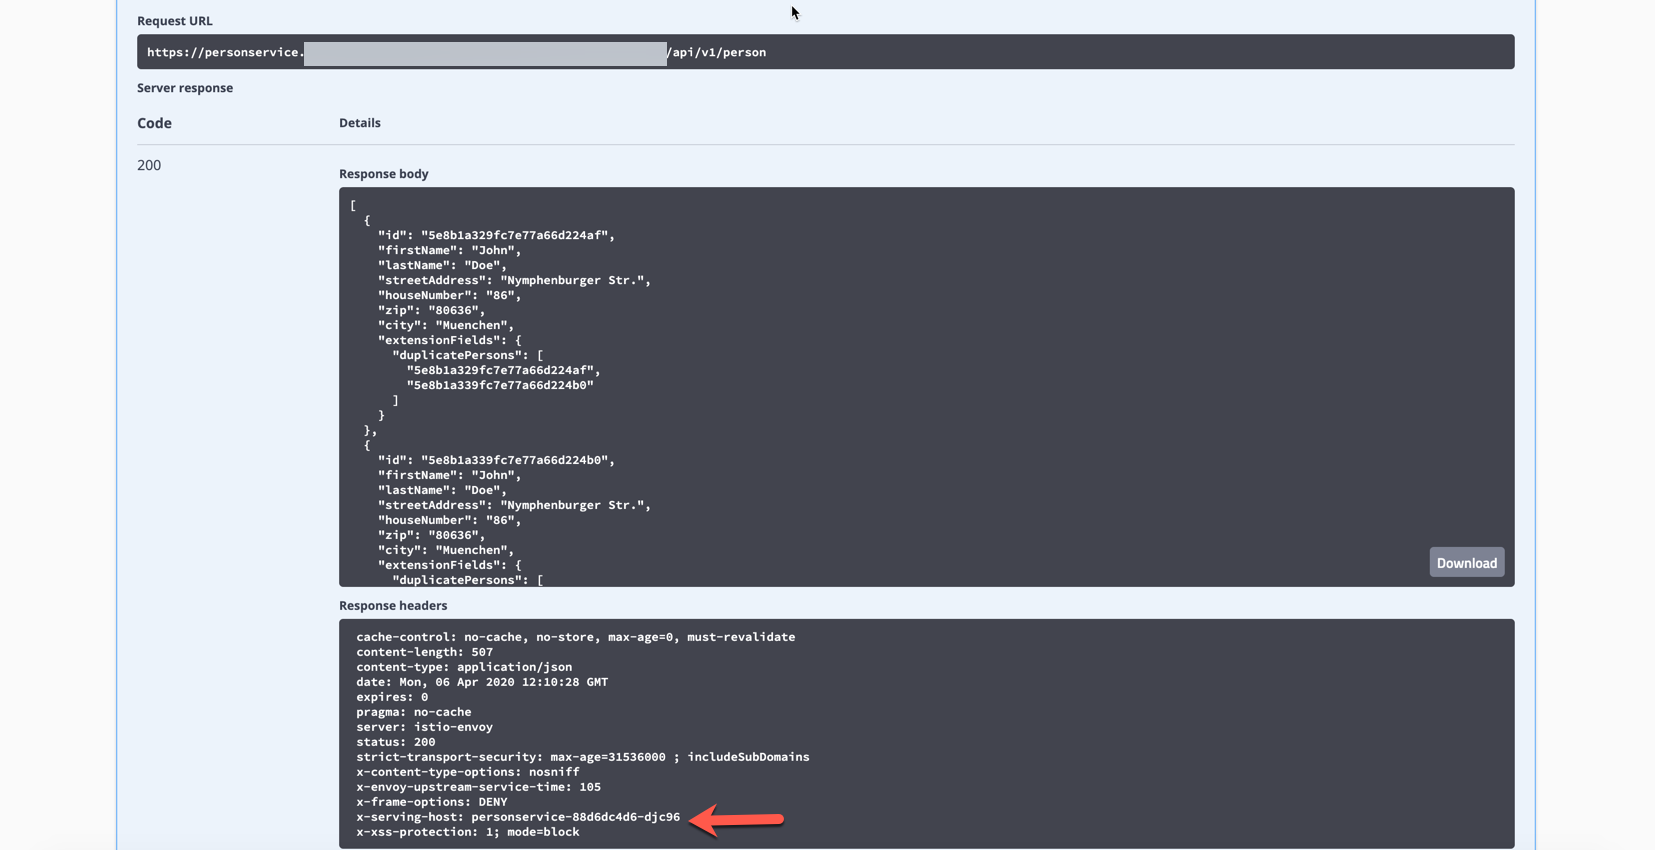 Request URL
https://personservice. /api/v1/person
Server response
Code Details
200
Response body
[
  {
    "id": "5e8b1a329fc7e77a66d224af",
    "firstName": "John",
    "lastName": "Doe",
    "streetAddress": "Nymphenburger Str.",
    "houseNumber": "86",
    "zip": "80636",
    "city": "Muenchen",
    "extensionFields": {
      "duplicatePersons": [
        "5e8b1a329fc7e77a66d224af",
        "5e8b1a339fc7e77a66d224b0"
      ]
    }
  },
  {
    "id": "5e8b1a339fc7e77a66d224b0",
    "firstName": "John",
    "lastName": "Doe",
    "streetAddress": "Nymphenburger Str.",
    "houseNumber": "86",
    "zip": "80636",
    "city": "Muenchen",
    "extensionFields": {
      "duplicatePersons": [
Download
Response headers
cache-control: no-cache, no-store, max-age=0, must-revalidate
content-length: 507
content-type: application/json
date: Mon, 06 Apr 2020 12:10:28 GMT
expires: 0
pragma: no-cache
server: istio-envoy
status: 200
strict-transport-security: max-age=31536000 ; includeSubDomains
x-content-type-options: nosniff
x-envoy-upstream-service-time: 105
x-frame-options: DENY
x-serving-host: personservice-88d6dc4d6-djc96
x-xss-protection: 1; mode=block